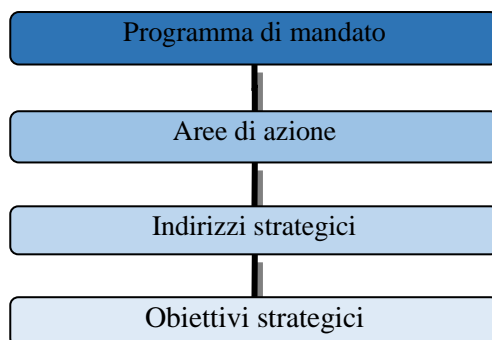 Programma di mandato
Aree di azione
Indirizzi strategici
Obiettivi strategici